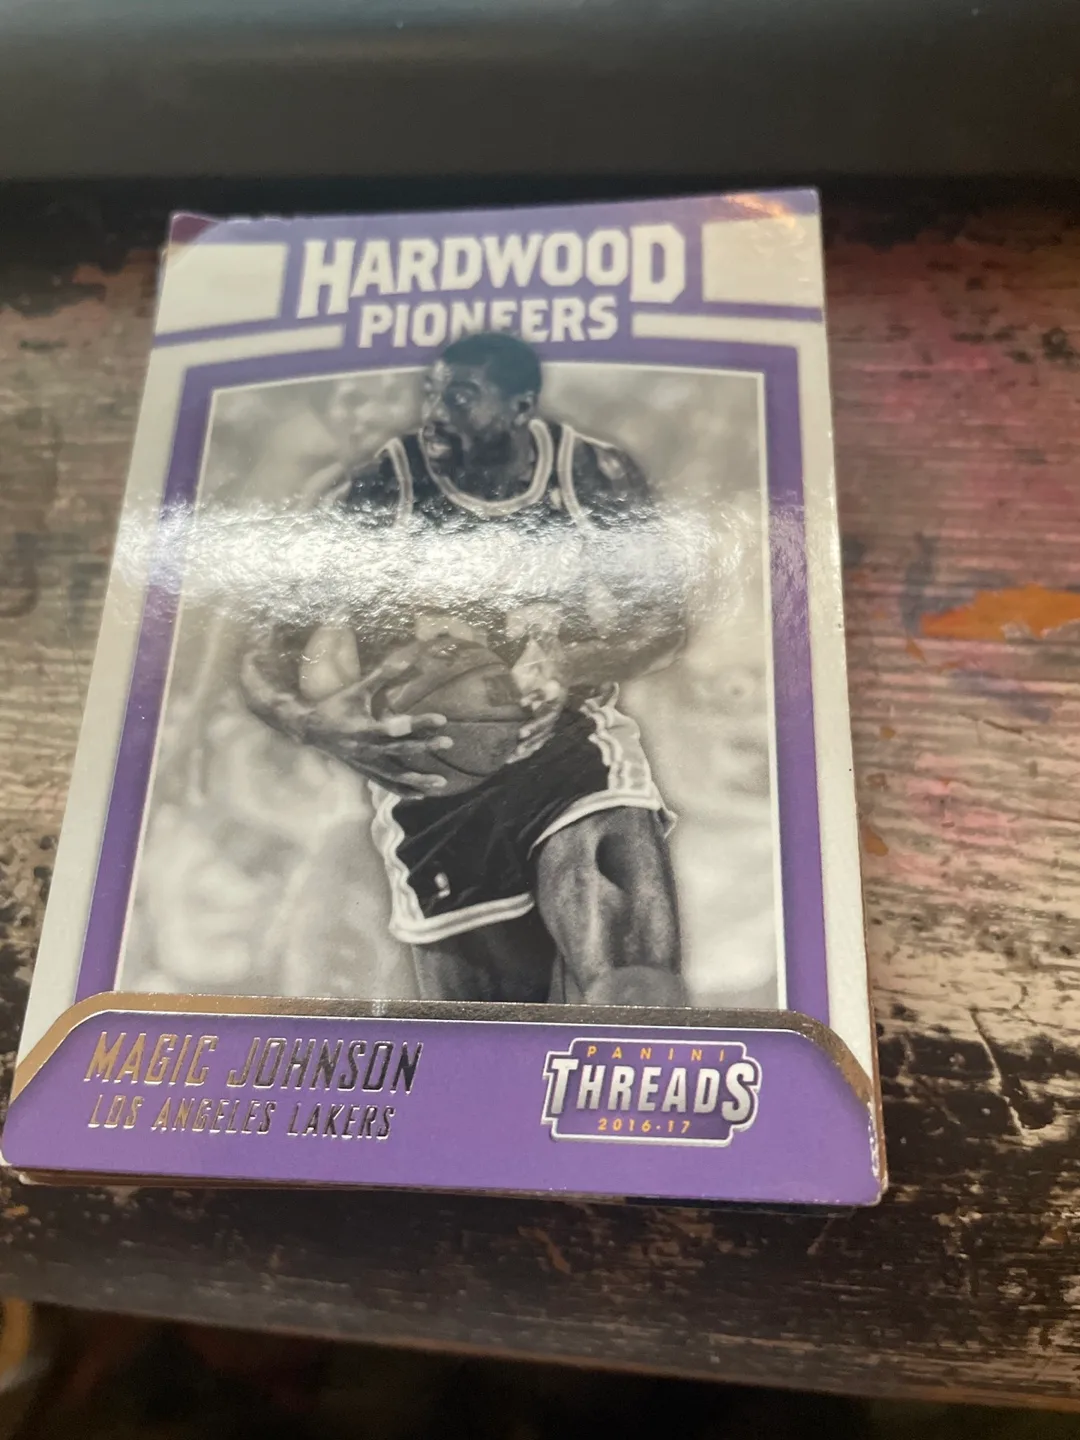 HARDWOOD
PIONEERS
MAGIC JOHNSON
LOS ANGELES LAKERS
PANINI
THREADS
2016-17